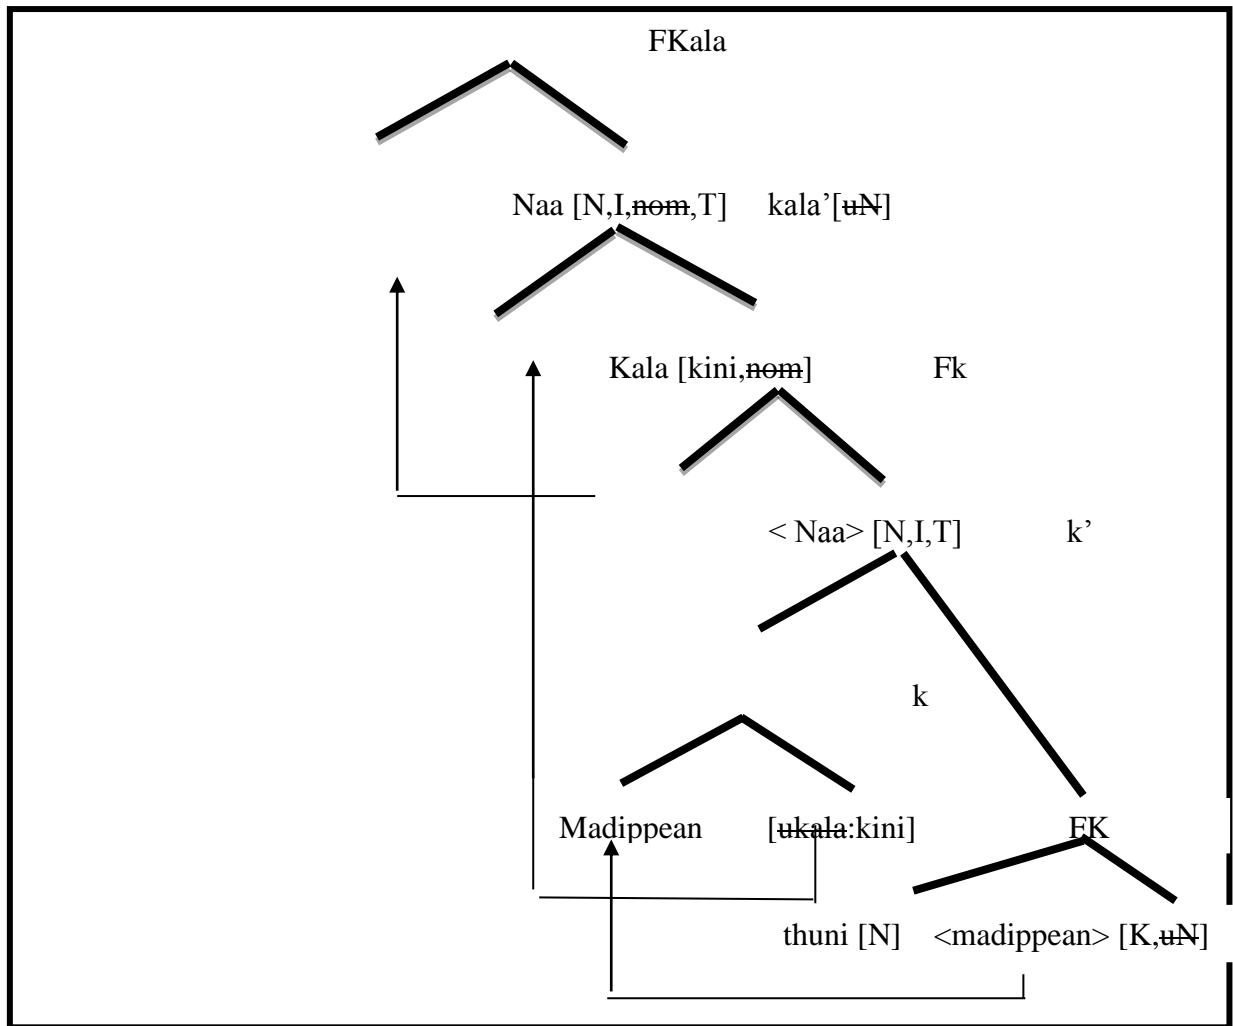 FKala
Naa [N,I,nom,T] kala’[uN]
Kala [kini,nom] Fk
< Naa> [N,I,T] k’
k
Madippean [ukala:kini] FK
thuni [N] <madippean> [K,uN]